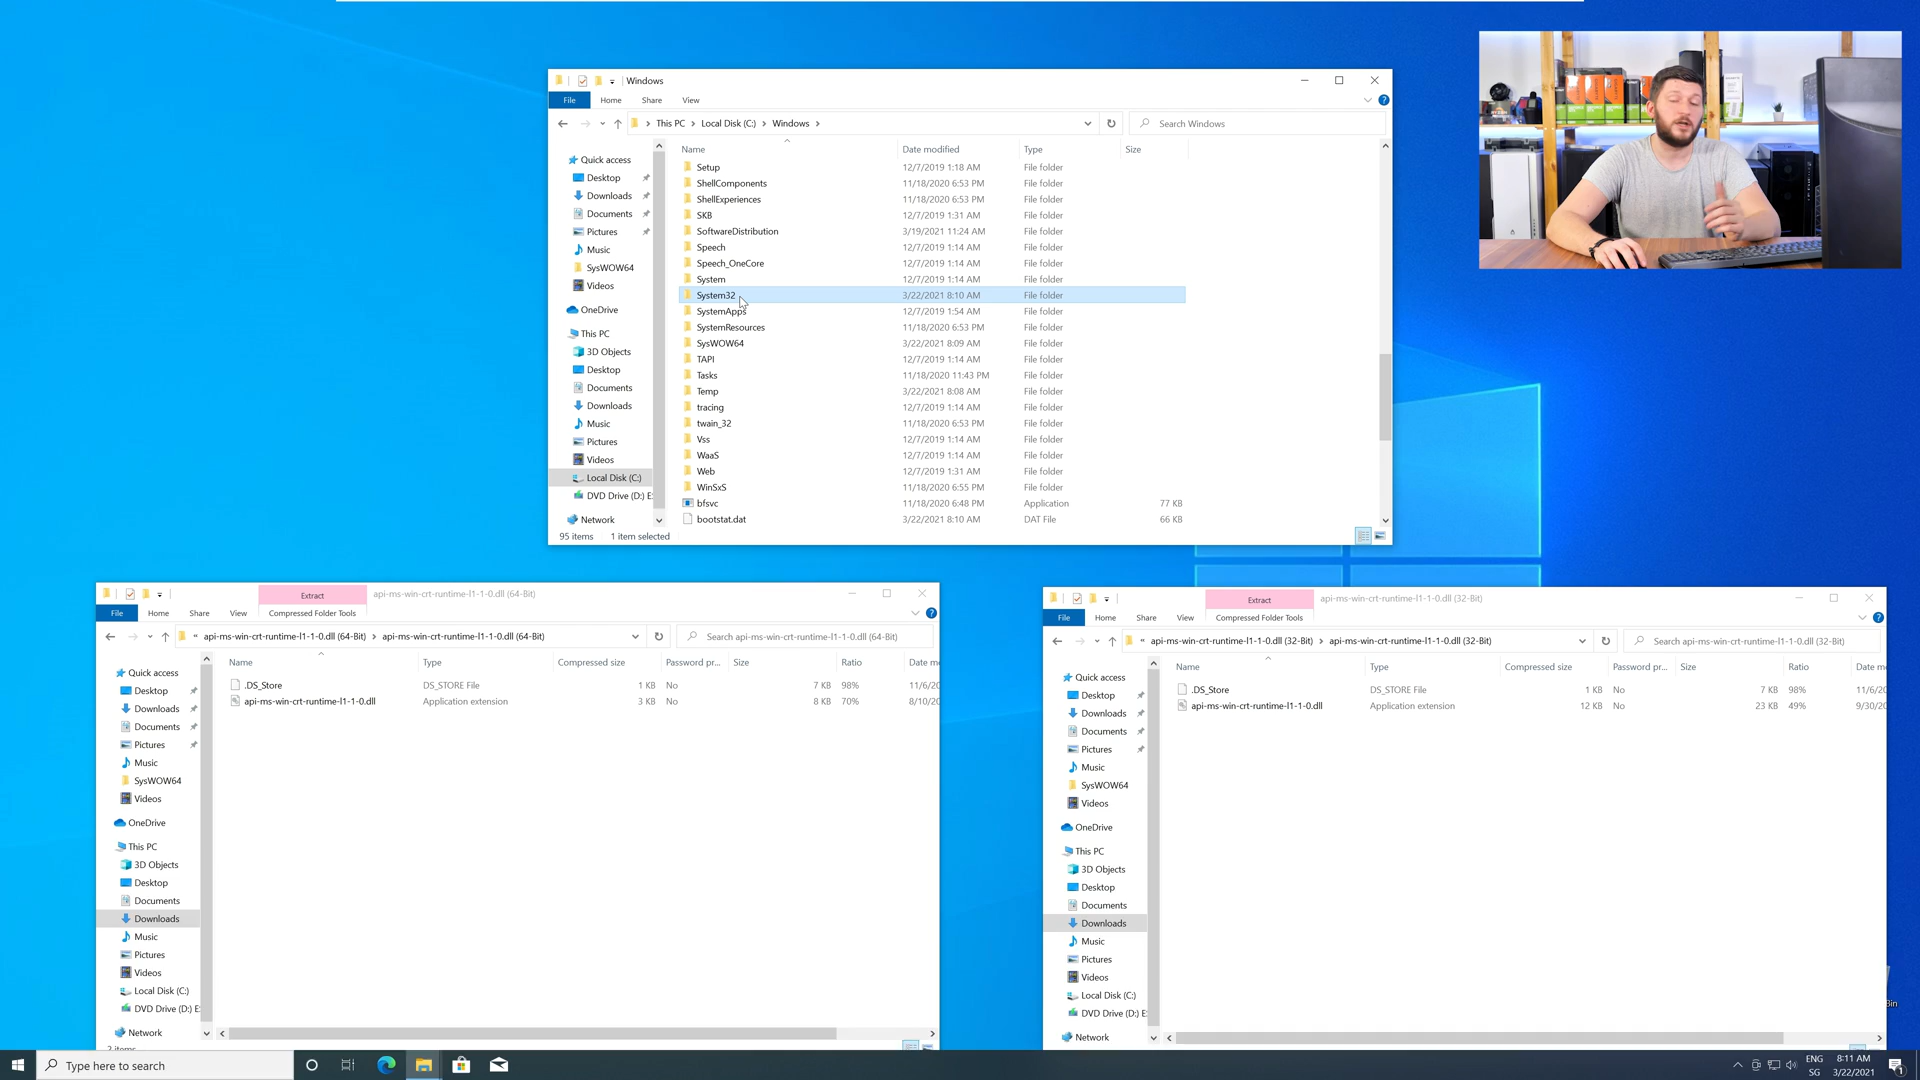 Windows
File Home Share View
This PC Local Disk (C:) Windows
Search Windows
Name Date modified Type Size
Quick access
Desktop
Downloads
Documents
Pictures
Music
SysWOW64
Videos
OneDrive
This PC
3D Objects
Desktop
Documents
Downloads
Music
Pictures
Videos
Local Disk (C:)
DVD Drive (D:) E
Network
Setup 12/7/2019 1:18 AM File folder
ShellComponents 11/18/2020 6:53 PM File folder
ShellExperiences 11/18/2020 6:53 PM File folder
SKB 12/7/2019 1:31 AM File folder
SoftwareDistribution 3/19/2021 11:24 AM File folder
Speech 12/7/2019 1:14 AM File folder
Speech_OneCore 12/7/2019 1:14 AM File folder
System 12/7/2019 1:14 AM File folder
System32 3/22/2021 8:10 AM File folder
SystemApps 12/7/2019 1:54 AM File folder
SystemResources 11/18/2020 6:53 PM File folder
SysWOW64 3/22/2021 8:09 AM File folder
TAPI 12/7/2019 1:14 AM File folder
Tasks 11/18/2020 11:43 PM File folder
Temp 3/22/2021 8:08 AM File folder
tracing 12/7/2019 1:14 AM File folder
twain_32 11/18/2020 6:53 PM File folder
Vss 12/7/2019 1:14 AM File folder
WaaS 12/7/2019 1:14 AM File folder
Web 12/7/2019 1:31 AM File folder
WinSxS 11/18/2020 6:55 PM File folder
bfsvc 11/18/2020 6:48 PM Application 77 KB
bootstat.dat 3/22/2021 8:10 AM DAT File 66 KB
95 items 1 item selected
Extract api-ms-win-crt-runtime-l1-1-0.dll (64-Bit)
File Home Share View Compressed Folder Tools
« api-ms-win-crt-runtime-l1-1-0.dll (64-Bit) api-ms-win-crt-runtime-l1-1-0.dll (64-Bit)
Search api-ms-win-crt-runtime-l1-1-0.dll (64-Bit)
Name Type Compressed size Password pr... Size Ratio Date m
.DS_Store DS_STORE File 1 KB No 7 KB 98% 11/6/20
api-ms-win-crt-runtime-l1-1-0.dll Application extension 3 KB No 8 KB 70% 8/10/20
Quick access
Desktop
Downloads
Documents
Pictures
Music
SysWOW64
Videos
OneDrive
This PC
3D Objects
Desktop
Documents
Downloads
Music
Pictures
Videos
Local Disk (C:)
DVD Drive (D:) E
Network
2 items
Extract api-ms-win-crt-runtime-l1-1-0.dll (32-Bit)
File Home Share View Compressed Folder Tools
« api-ms-win-crt-runtime-l1-1-0.dll (32-Bit) api-ms-win-crt-runtime-l1-1-0.dll (32-Bit)
Search api-ms-win-crt-runtime-l1-1-0.dll (32-Bit)
Name Type Compressed size Password pr... Size Ratio Date m
.DS_Store DS_STORE File 1 KB No 7 KB 98% 11/6/20
api-ms-win-crt-runtime-l1-1-0.dll Application extension 12 KB No 23 KB 49% 9/30/20
Quick access
Desktop
Downloads
Documents
Pictures
Music
SysWOW64
Videos
OneDrive
This PC
3D Objects
Desktop
Documents
Downloads
Music
Pictures
Videos
Local Disk (C:)
DVD Drive (D:) E
Network
Bin
Type here to search
ENG 8:11 AM
SG 3/22/2021
1